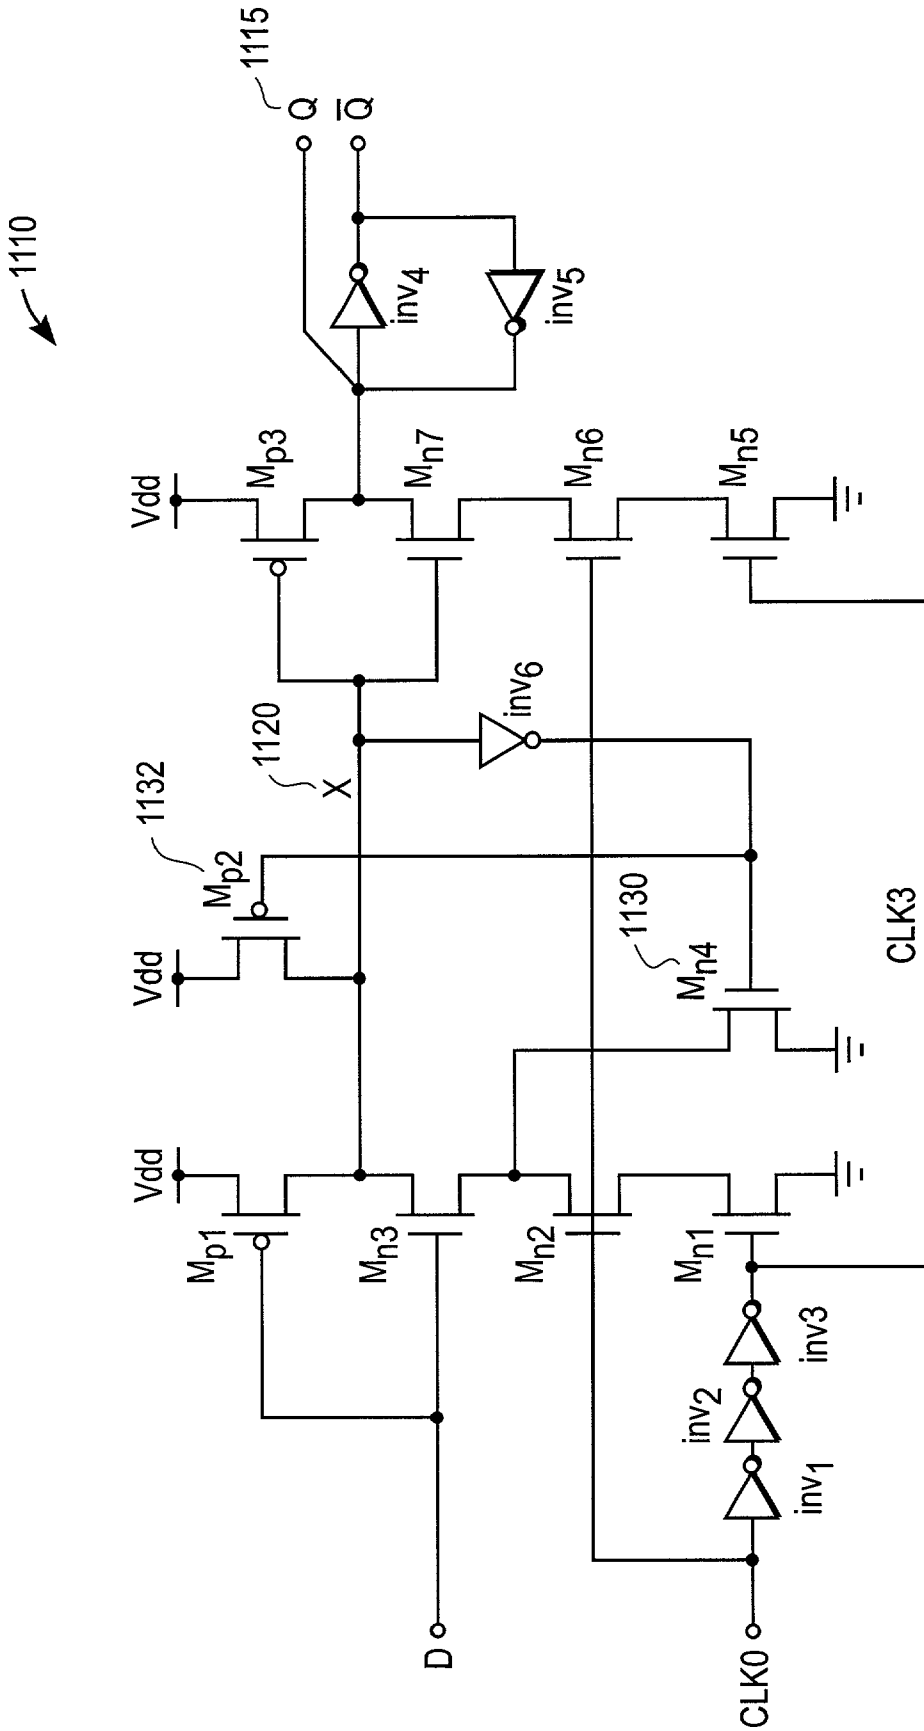 1110
1115
Q
Q̅
inv4
inv5
Vdd
Mp3
Mn7
Mn6
Mn5
1120
X
inv6
1132
Mp2
Vdd
1130
Mn4
CLK3
Vdd
Mp1
Mn3
Mn2
Mn1
inv3
inv2
inv1
D
CLK0